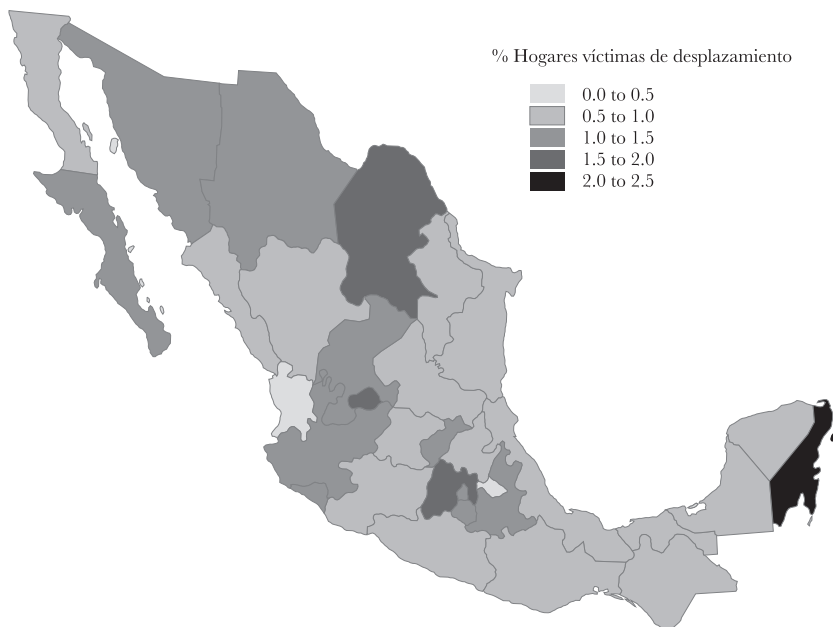 % Hogares víctimas de desplazamiento
0.0 to 0.5
0.5 to 1.0
1.0 to 1.5
1.5 to 2.0
2.0 to 2.5